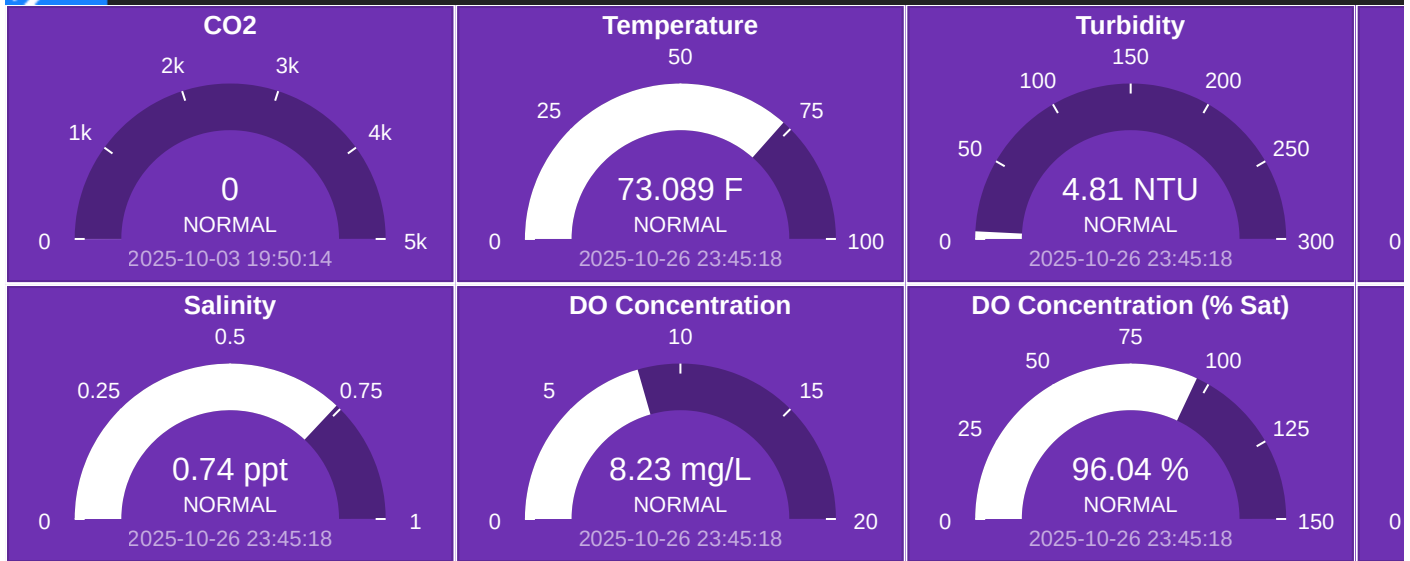 CO2
2k
3k
1k
4k
0
NORMAL
0
5k
2025-10-03 19:50:14
Temperature
50
25
75
73.089 F
NORMAL
0
100
2025-10-26 23:45:18
Turbidity
150
100
200
50
250
4.81 NTU
NORMAL
0
300
2025-10-26 23:45:18
0
Salinity
0.5
0.25
0.75
0.74 ppt
NORMAL
0
1
2025-10-26 23:45:18
DO Concentration
10
5
15
8.23 mg/L
NORMAL
0
20
2025-10-26 23:45:18
DO Concentration (% Sat)
75
50
100
25
125
96.04 %
NORMAL
0
150
2025-10-26 23:45:18
0